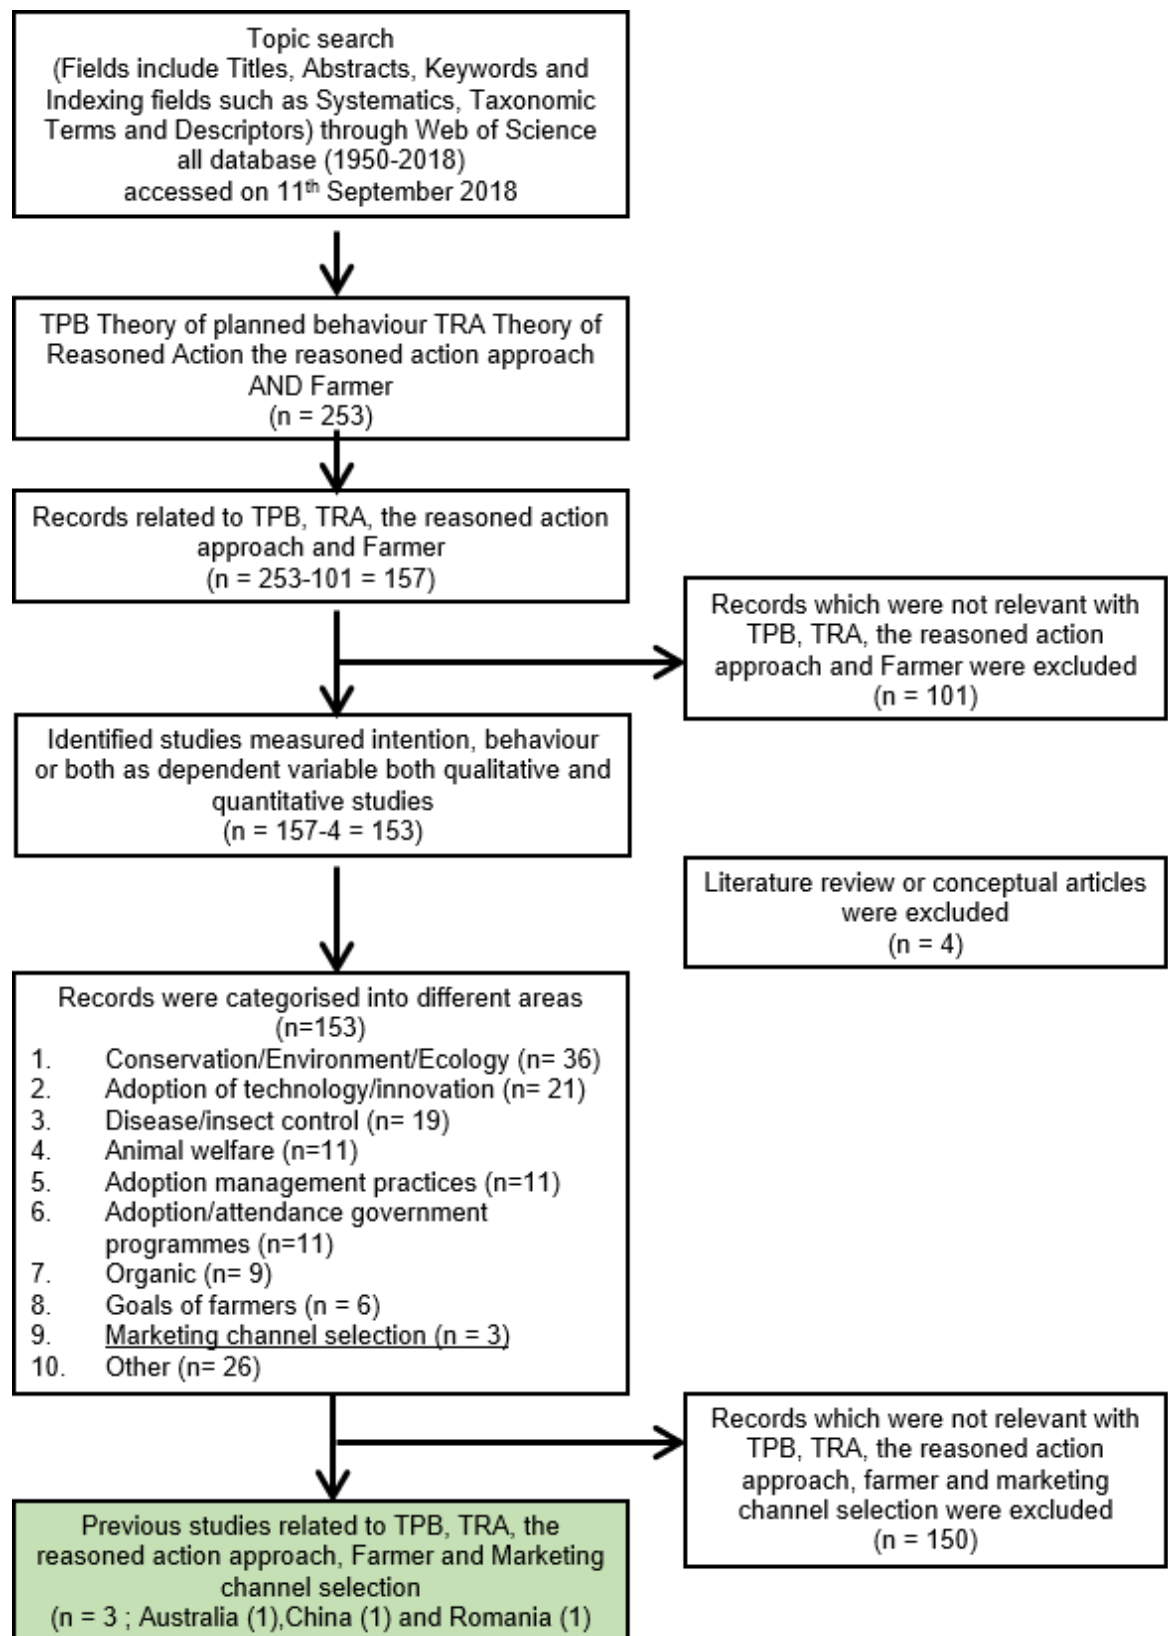 Topic search
(Fields include Titles, Abstracts, Keywords and
Indexing fields such as Systematics, Taxonomic
Terms and Descriptors) through Web of Science
all database (1950-2018)
accessed on 11th September 2018
TPB Theory of planned behaviour TRA Theory of
Reasoned Action the reasoned action approach
AND Farmer
(n = 253)
Records related to TPB, TRA, the reasoned action
approach and Farmer
(n = 253-101 = 157)
Records which were not relevant with
TPB, TRA, the reasoned action
approach and Farmer were excluded
(n = 101)
Identified studies measured intention, behaviour
or both as dependent variable both qualitative and
quantitative studies
(n = 157-4 = 153)
Literature review or conceptual articles
were excluded
(n = 4)
Records were categorised into different areas
(n=153)
1. Conservation/Environment/Ecology (n= 36)
2. Adoption of technology/innovation (n= 21)
3. Disease/insect control (n= 19)
4. Animal welfare (n=11)
5. Adoption management practices (n=11)
6. Adoption/attendance government
programmes (n=11)
7. Organic (n= 9)
8. Goals of farmers (n = 6)
9. Marketing channel selection (n = 3)
10. Other (n= 26)
Records which were not relevant with
TPB, TRA, the reasoned action
approach, farmer and marketing
channel selection were excluded
(n = 150)
Previous studies related to TPB, TRA, the
reasoned action approach, Farmer and Marketing
channel selection
(n = 3 ; Australia (1),China (1) and Romania (1)